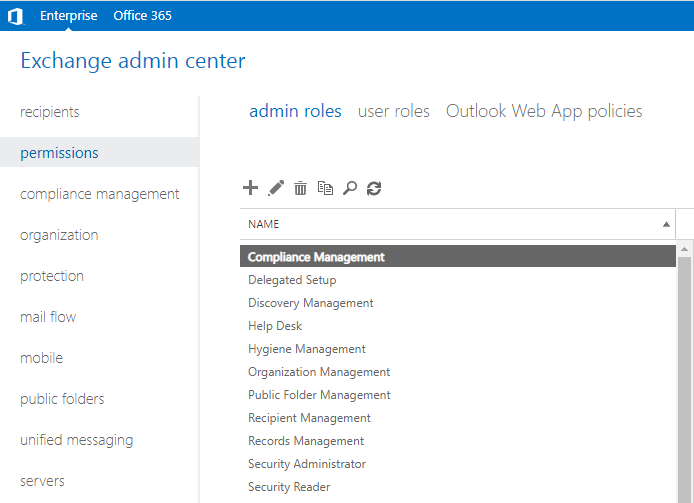 Enterprise Office 365
Exchange admin center
recipients
permissions
compliance management
organization
protection
mail flow
mobile
public folders
unified messaging
servers
admin roles user roles Outlook Web App policies
NAME
Compliance Management
Delegated Setup
Discovery Management
Help Desk
Hygiene Management
Organization Management
Public Folder Management
Recipient Management
Records Management
Security Administrator
Security Reader